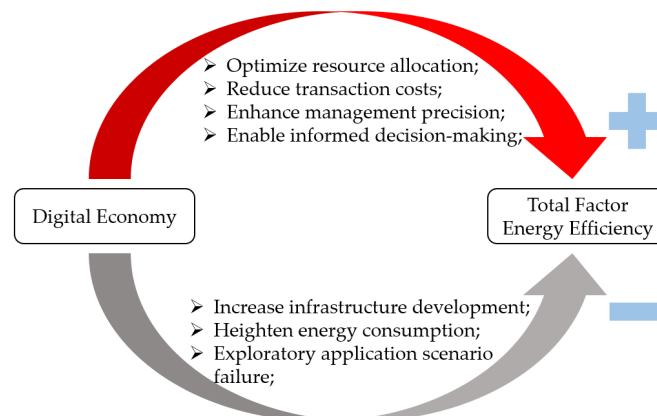 Optimize resource allocation;
Reduce transaction costs;
Enhance management precision;
Enable informed decision-making;
Digital Economy
Total Factor
Energy Efficiency
Increase infrastructure development;
Heighten energy consumption;
Exploratory application scenario
failure;